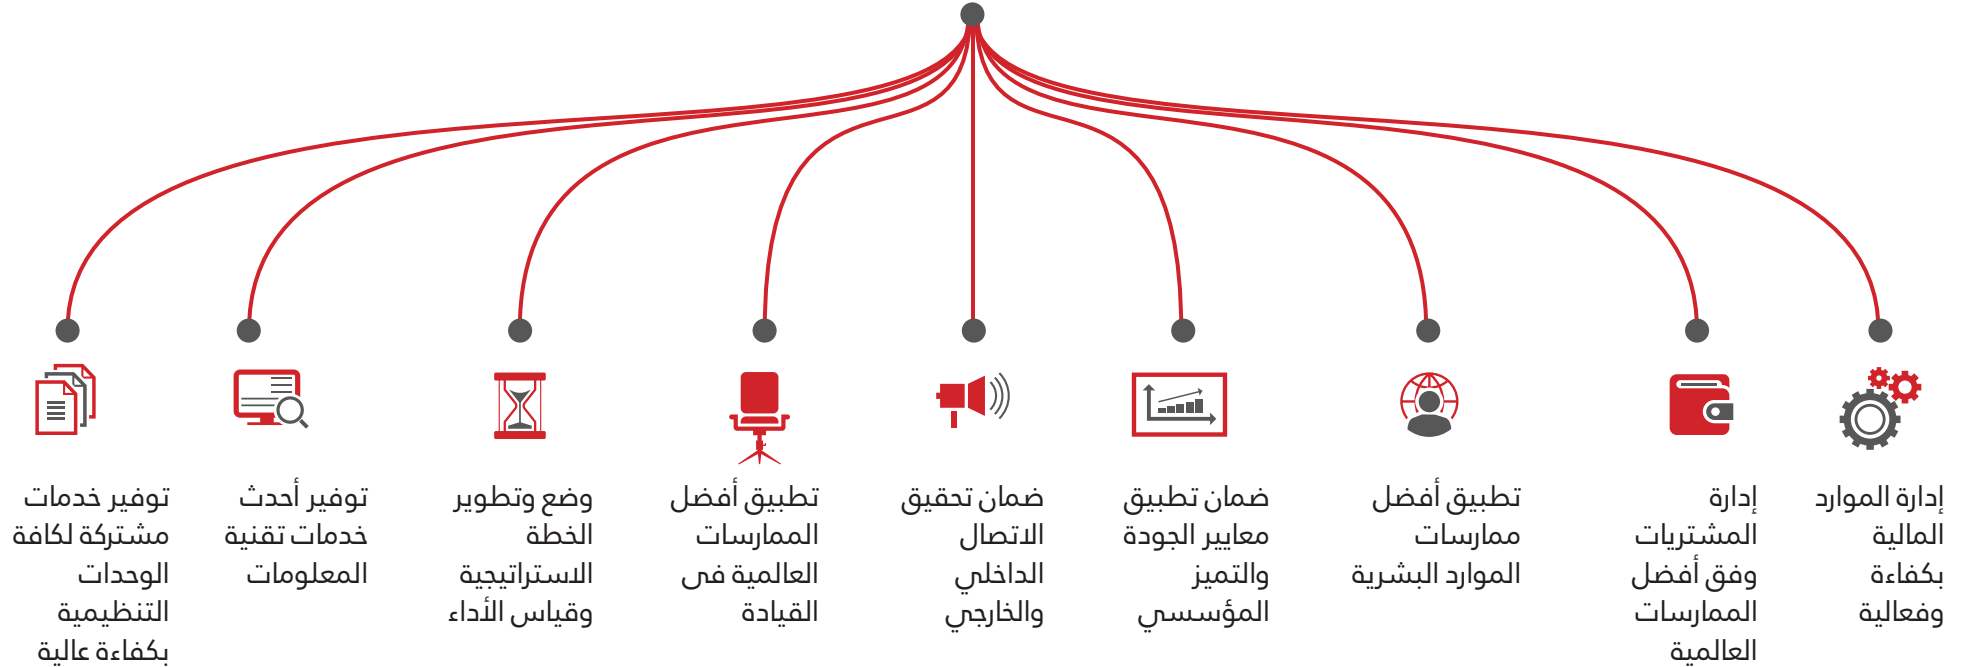 إدارة الموارد
المالية
بكفاءة
وفعالية
إدارة
المشتريات
وفق أفضل
الممارسات
العالمية
تطبيق أفضل
ممارسات
الموارد البشرية
ضمان تطبيق
معايير الجودة
والتميز
المؤسسي
ضمان تحقيق
الاتصال
الداخلي
والخارجي
تطبيق أفضل
الممارسات
العالمية فى
القيادة
وضع وتطوير
الخطة
الاستراتيجية
وقياس الأداء
توفير أحدث
خدمات تقنية
المعلومات
توفير خدمات
مشتركة لكافة
الوحدات
التنظيمية
بكفاءة عالية